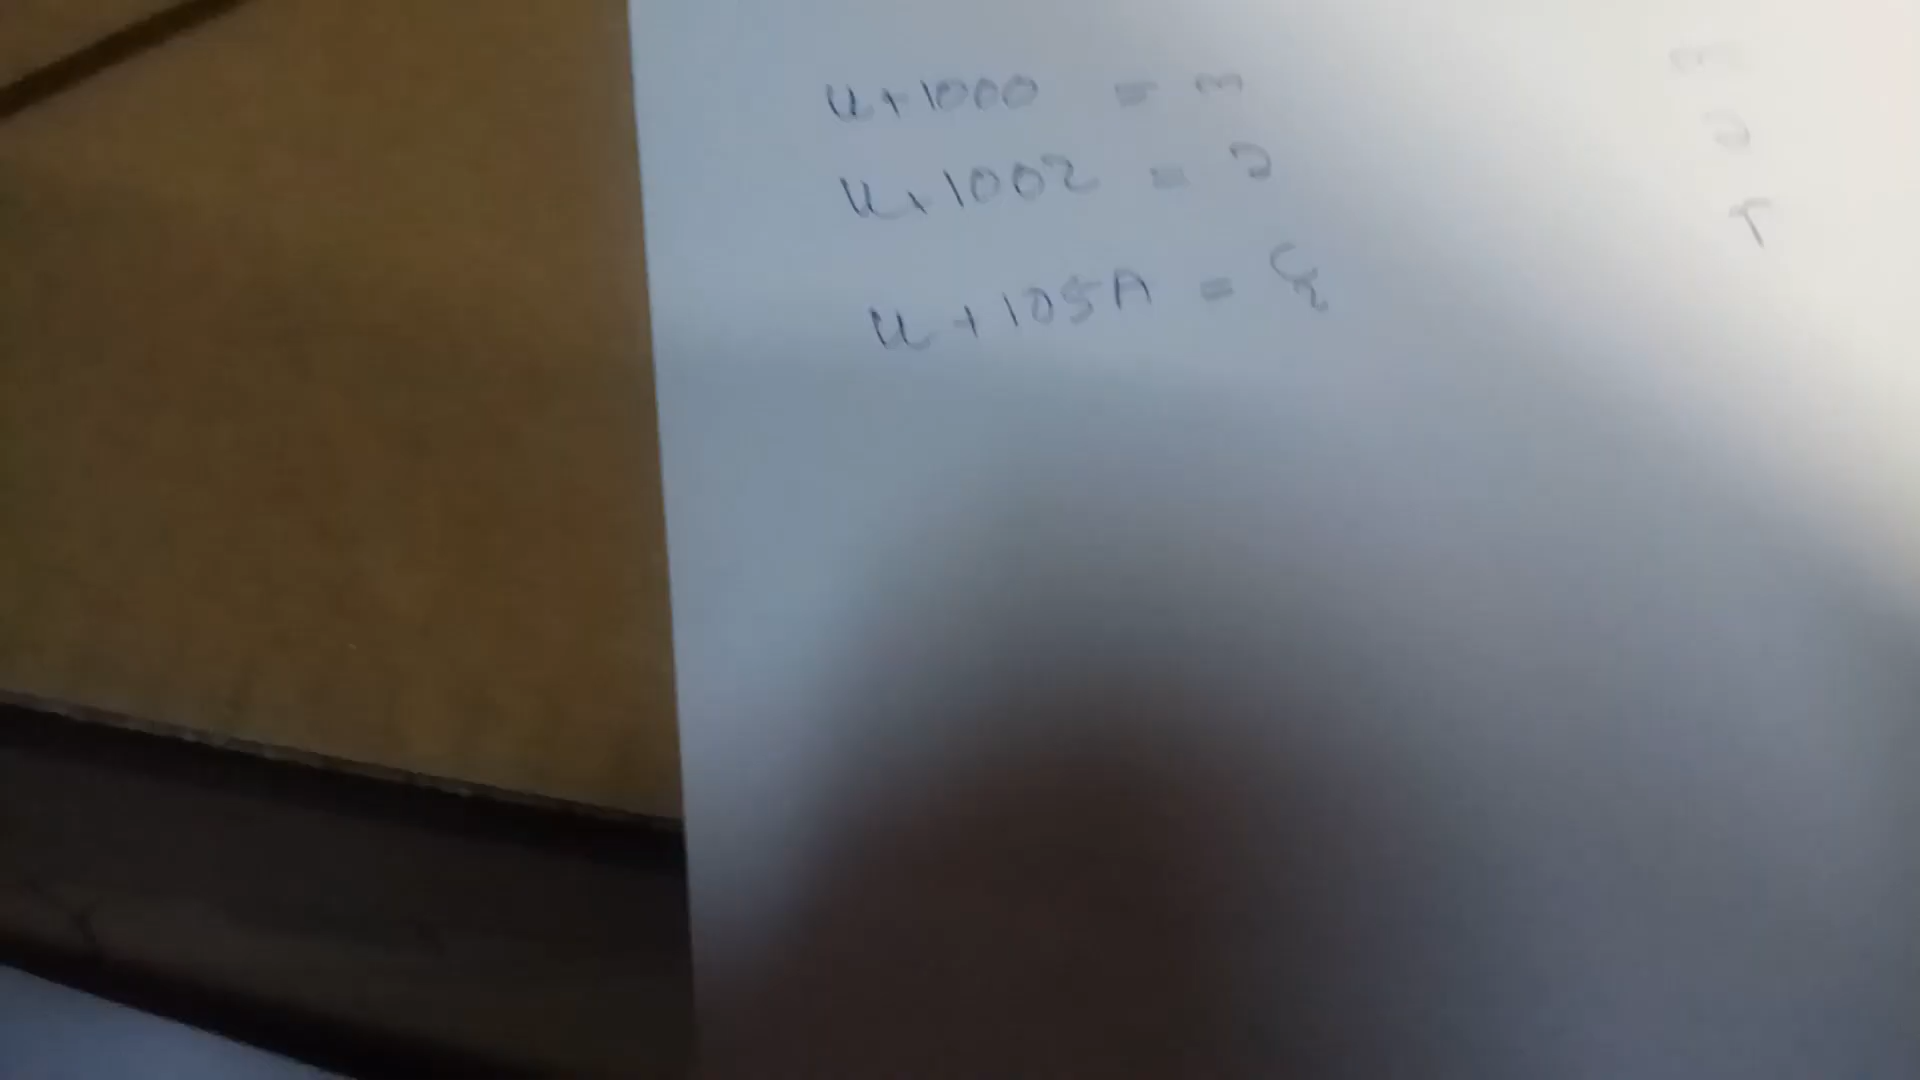 U+1000 = က
U+1002 = ဂ
U+105A = ၚ